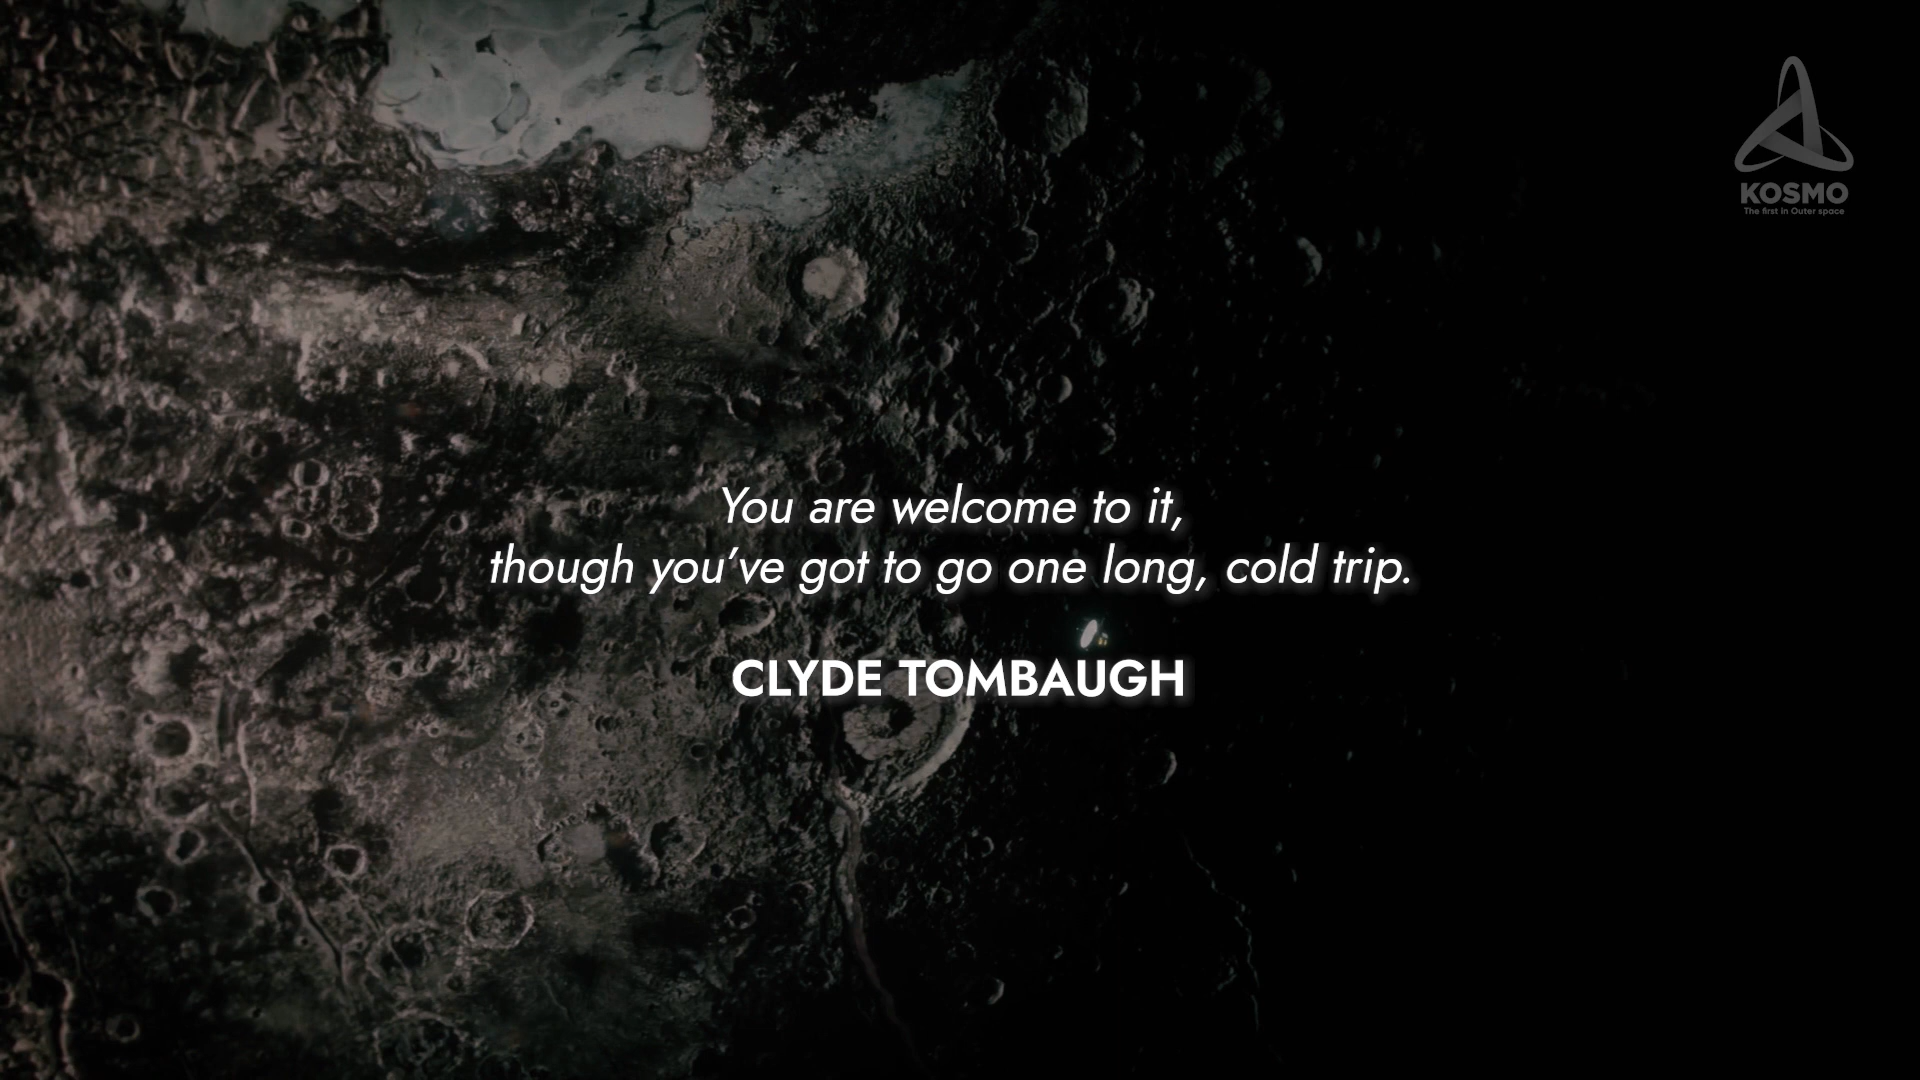 KOSMO
The first in Outer space
You are welcome to it,
though you’ve got to go one long, cold trip.
CLYDE TOMBAUGH